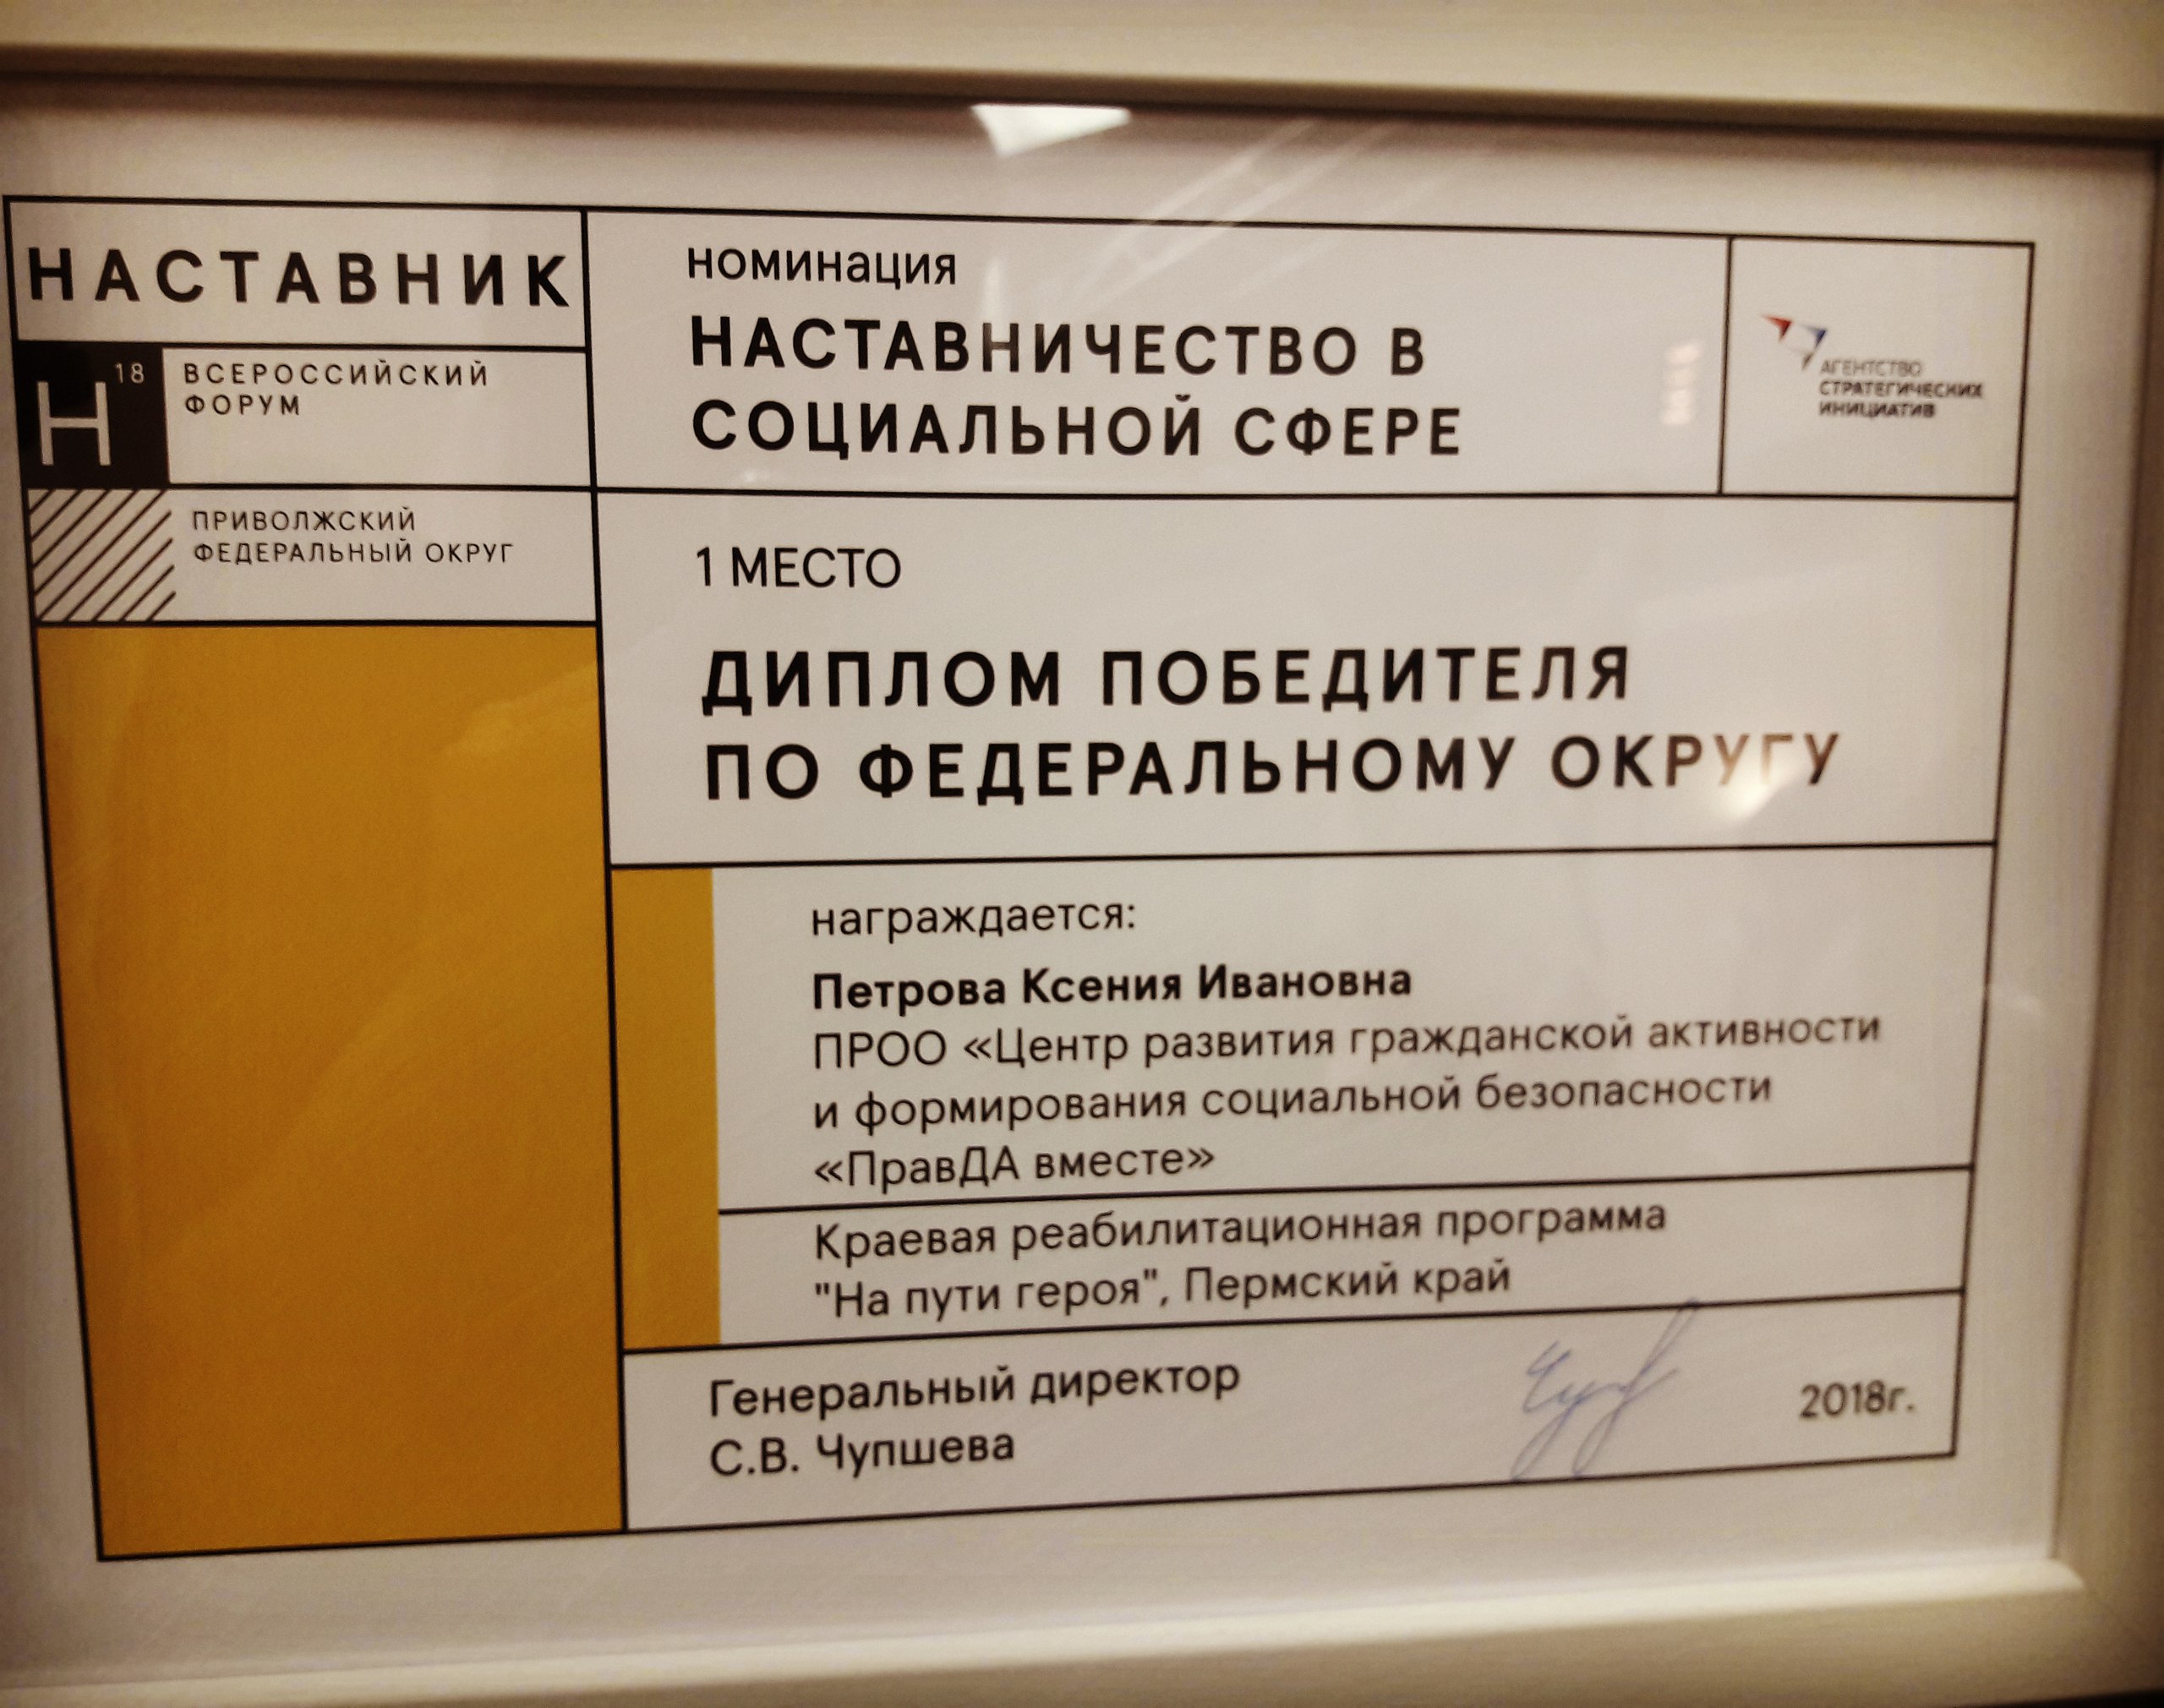 НАСТАВНИК
Н18
ВСЕРОССИЙСКИЙ
ФОРУМ
ПРИВОЛЖСКИЙ
ФЕДЕРАЛЬНЫЙ ОКРУГ
номинация
НАСТАВНИЧЕСТВО В
СОЦИАЛЬНОЙ СФЕРЕ
АГЕНТСТВО
СТРАТЕГИЧЕСКИХ
ИНИЦИАТИВ
1 МЕСТО
ДИПЛОМ ПОБЕДИТЕЛЯ
ПО ФЕДЕРАЛЬНОМУ ОКРУГУ
награждается:
Петрова Ксения Ивановна
ПРОО «Центр развития гражданской активности
и формирования социальной безопасности
«ПравДА вместе»
Краевая реабилитационная программа
"На пути героя", Пермский край
Генеральный директор
С.В. Чупшева
2018г.